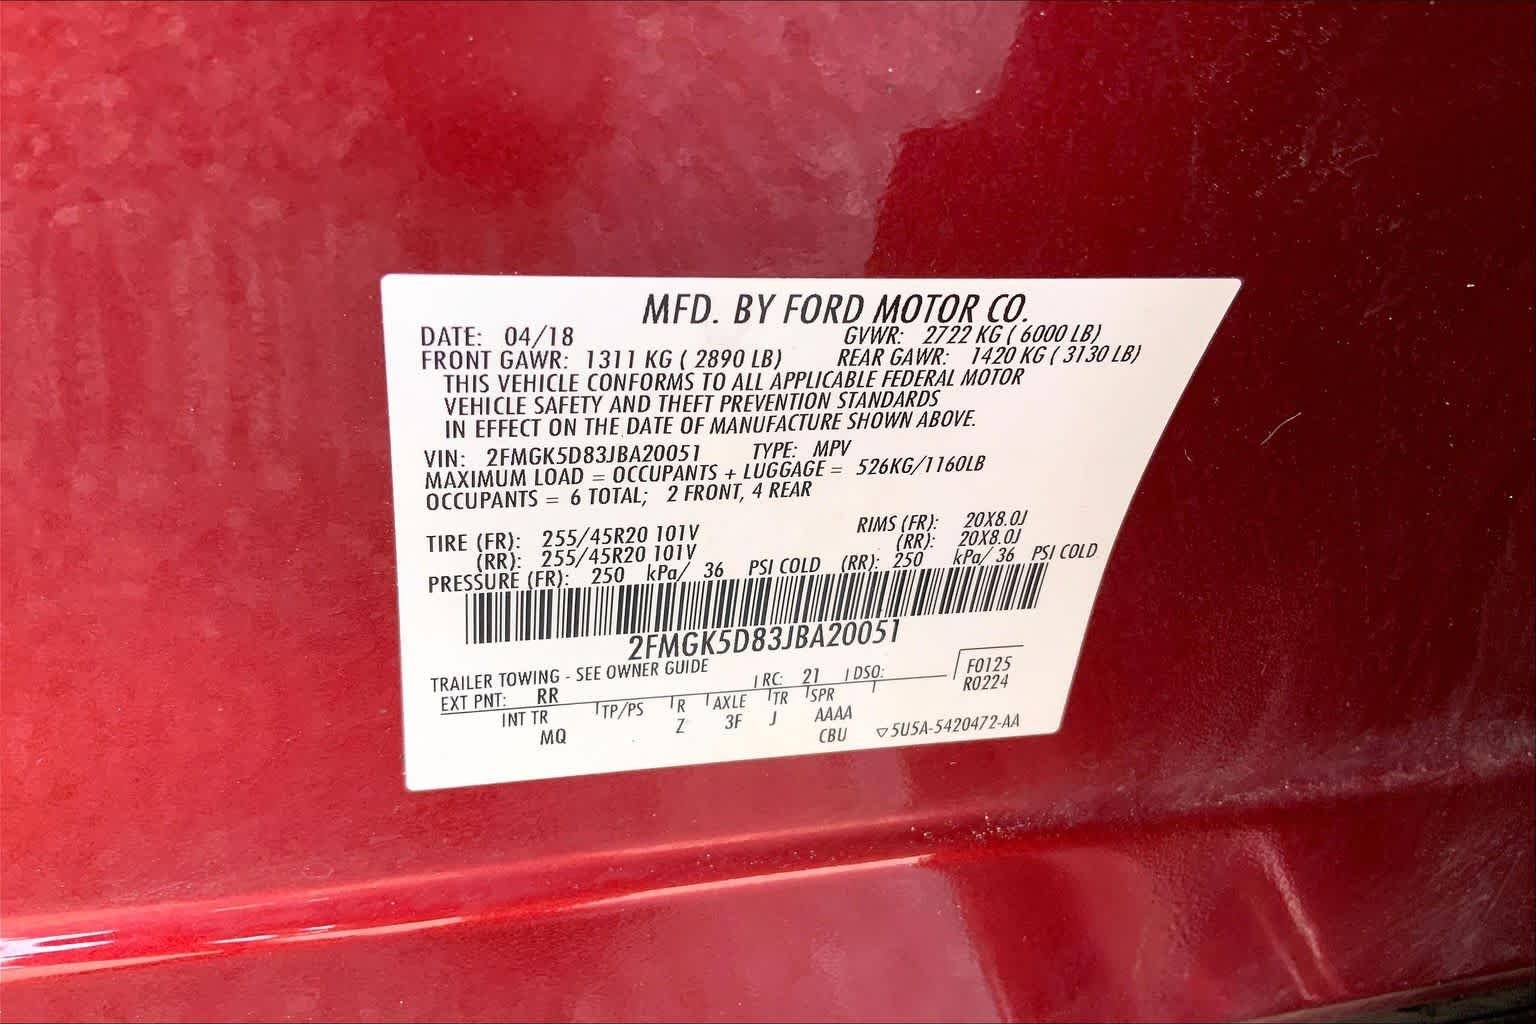 MFD. BY FORD MOTOR CO.
DATE: 04/18 GVWR: 2722 KG ( 6000 LB)
FRONT GAWR: 1311 KG ( 2890 LB) REAR GAWR: 1420 KG ( 3130 LB)
THIS VEHICLE CONFORMS TO ALL APPLICABLE FEDERAL MOTOR
VEHICLE SAFETY AND THEFT PREVENTION STANDARDS
IN EFFECT ON THE DATE OF MANUFACTURE SHOWN ABOVE.
VIN: 2FMGK5D83JBA20051 TYPE: MPV
MAXIMUM LOAD = OCCUPANTS + LUGGAGE = 526KG/1160LB
OCCUPANTS = 6 TOTAL; 2 FRONT, 4 REAR
TIRE (FR): 255/45R20 101V RIMS (FR): 20X8.0J
(RR): 255/45R20 101V (RR): 20X8.0J
PRESSURE (FR): 250 kPa/ 36 PSI COLD (RR): 250 kPa/ 36 PSI COLD
2FMGK5D83JBA20051
TRAILER TOWING - SEE OWNER GUIDE
EXT PNT: RR RC: 21 DSO: F0125
R0224
INT TR TP/PS R AXLE TR SPR
MQ Z 3F J AAAA
CBU ▽5U5A-5420472-AA